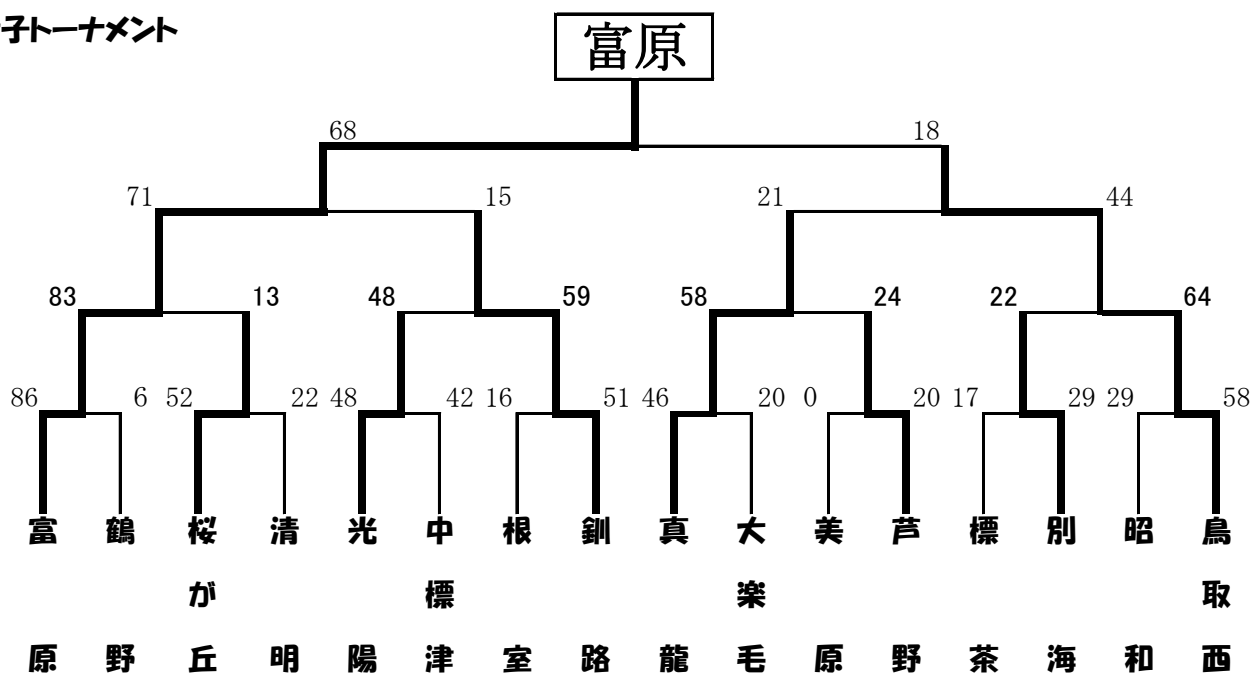 子トーナメント
富原
68 18
71 15 21 44
83 13 48 59 58 24 22 64
86 6 52 22 48 42 16 51 46 20 0 20 17 29 29 58
富原 鶴野 桜が丘 清明 光陽 中標津 根室 釧路 真龍 大楽毛 美原 芦野 標茶 別海 昭和 鳥取西